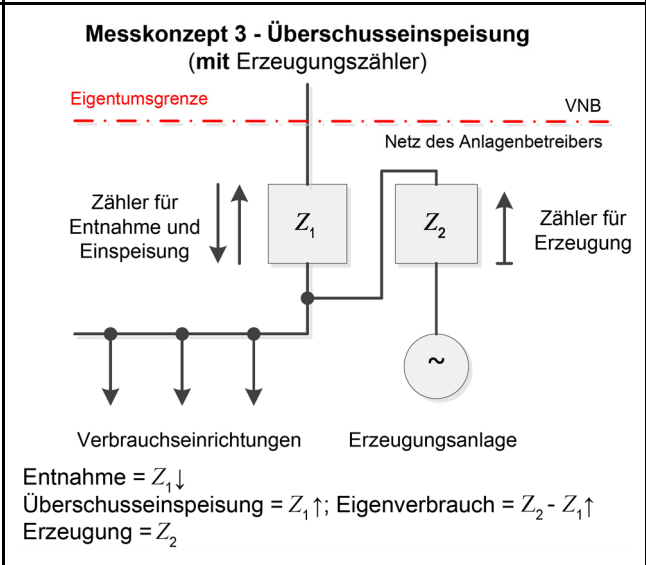 Messkonzept 3 - Überschusseinspeisung
(mit Erzeugungszähler)
Eigentumsgrenze
VNB
Netz des Anlagenbetreibers
Zähler für
Entnahme und
Einspeisung
Z₁
Z₂
Zähler für
Erzeugung
~
Verbrauchseinrichtungen
Erzeugungsanlage
Entnahme = Z₁↓
Überschusseinspeisung = Z₁↑; Eigenverbrauch = Z₂ - Z₁↑
Erzeugung = Z₂